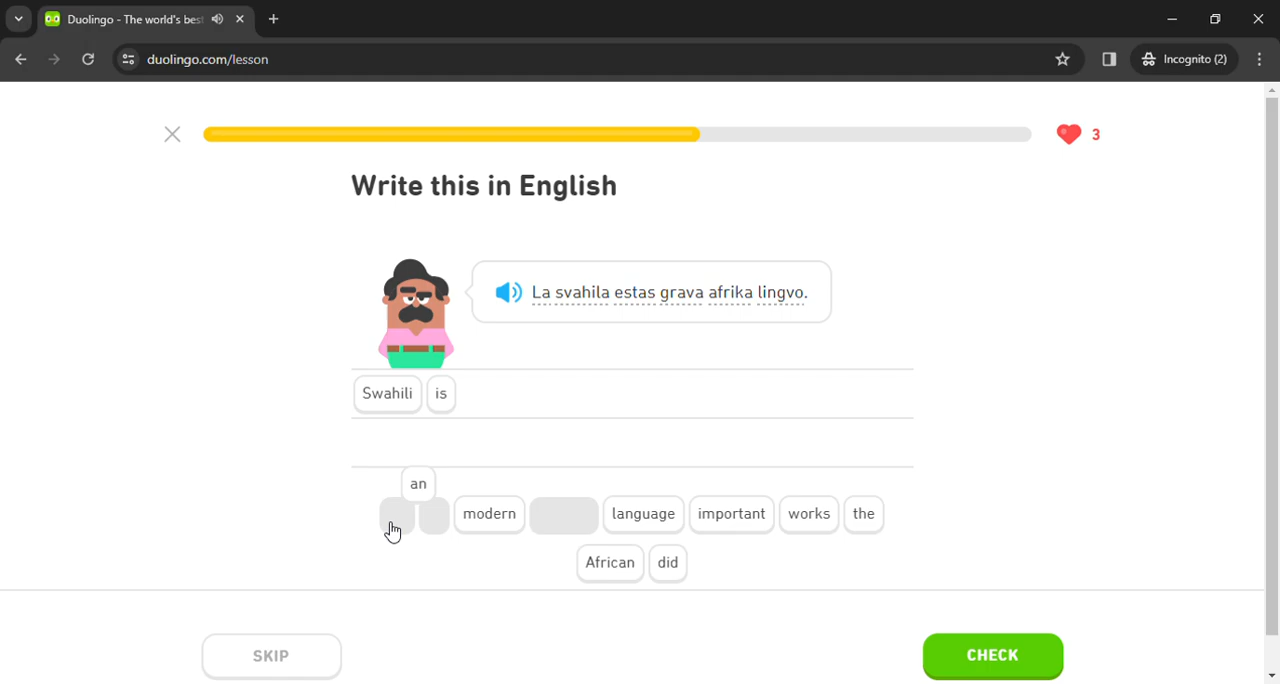 Duolingo - The world's bes
duolingo.com/lesson
Incognito (2)
3
Write this in English
La svahila estas grava afrika lingvo.
Swahili is
an
modern language important works the
African did
SKIP CHECK